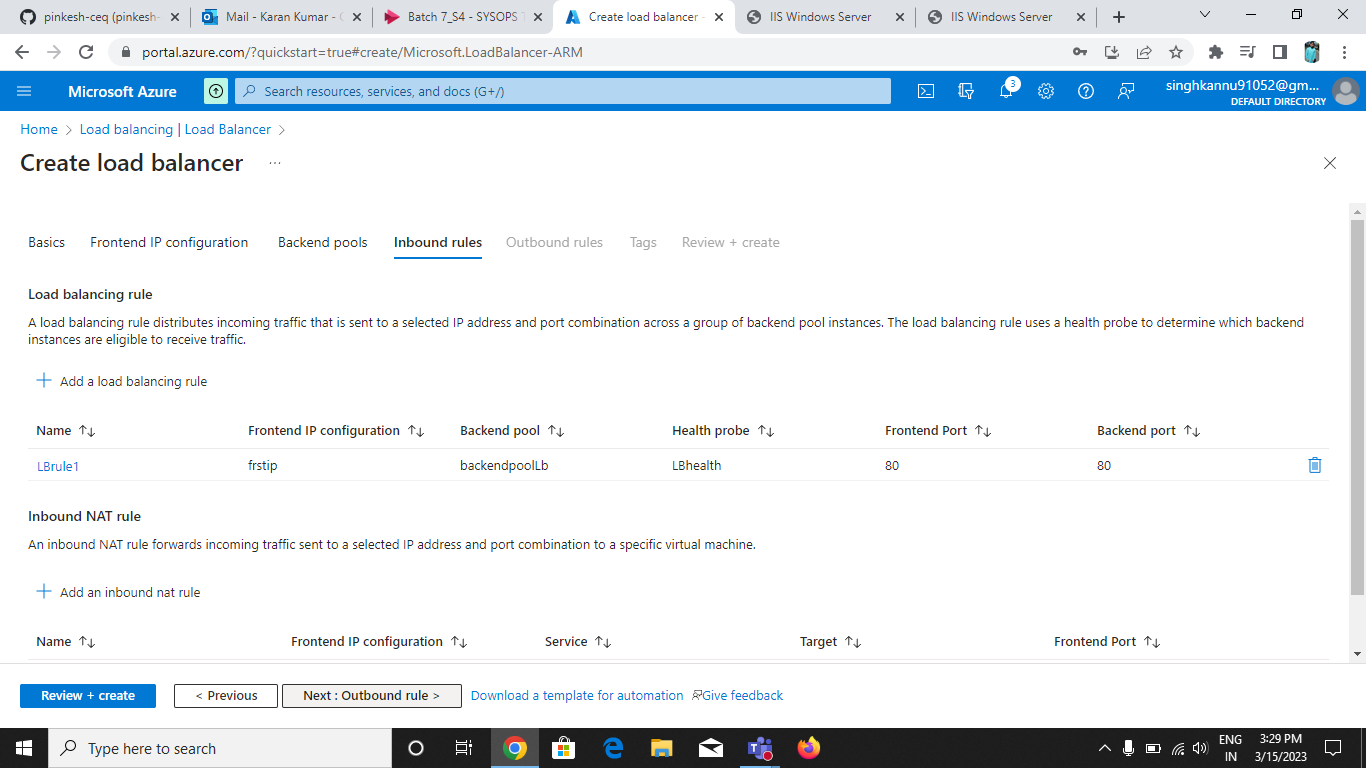 pinkesh-ceq (pinkesh-
Mail - Karan Kumar -
Batch 7_S4 - SYSOPS T
Create load balancer -
IIS Windows Server
IIS Windows Server
portal.azure.com/?quickstart=true#create/Microsoft.LoadBalancer-ARM
Microsoft Azure
Search resources, services, and docs (G+/)
3
singhkannu91052@gm...
DEFAULT DIRECTORY
Home > Load balancing | Load Balancer >
Create load balancer ...
Basics Frontend IP configuration Backend pools Inbound rules Outbound rules Tags Review + create
Load balancing rule
A load balancing rule distributes incoming traffic that is sent to a selected IP address and port combination across a group of backend pool instances. The load balancing rule uses a health probe to determine which backend
instances are eligible to receive traffic.
+ Add a load balancing rule
Name ↑↓ Frontend IP configuration ↑↓ Backend pool ↑↓ Health probe ↑↓ Frontend Port ↑↓ Backend port ↑↓
LBrule1 frstip backendpoolLb LBhealth 80 80
Inbound NAT rule
An inbound NAT rule forwards incoming traffic sent to a selected IP address and port combination to a specific virtual machine.
+ Add an inbound nat rule
Name ↑↓ Frontend IP configuration ↑↓ Service ↑↓ Target ↑↓ Frontend Port ↑↓
Review + create < Previous Next : Outbound rule > Download a template for automation Give feedback
Type here to search
ENG
IN
3:29 PM
3/15/2023